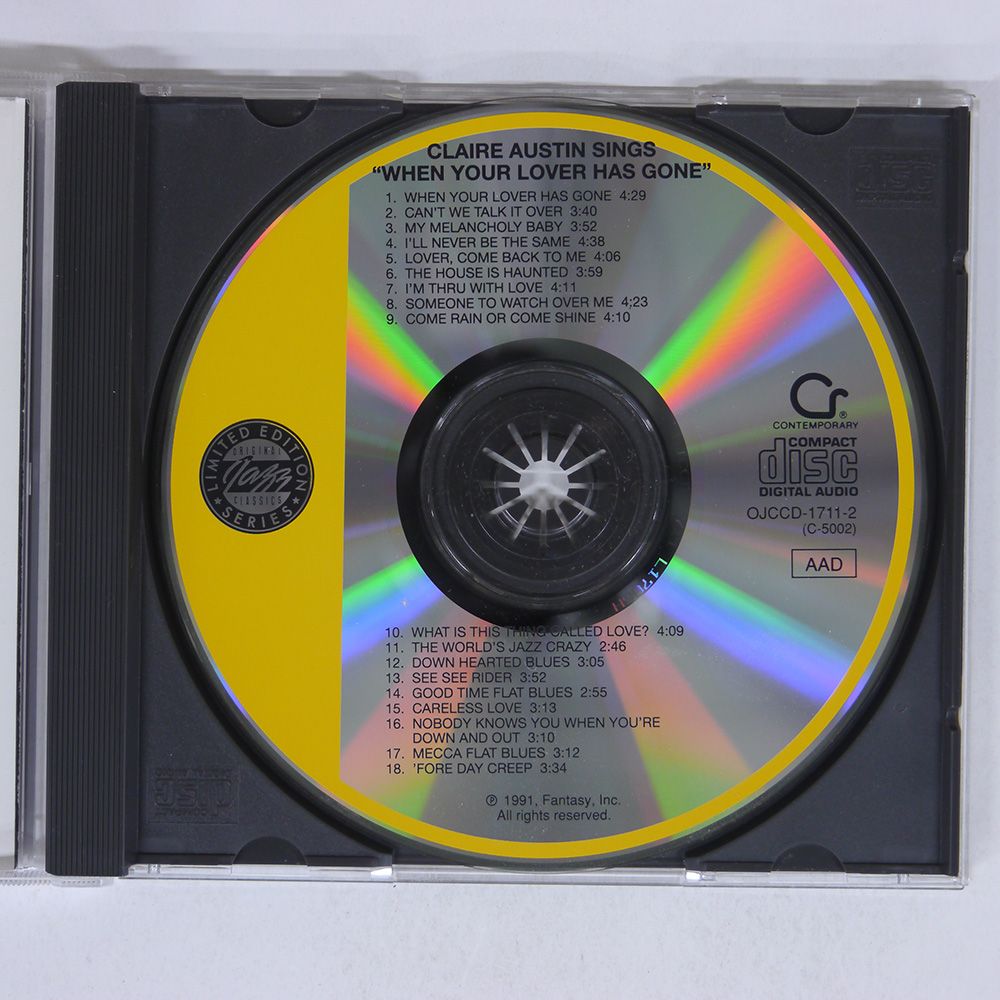 CLAIRE AUSTIN SINGS
“WHEN YOUR LOVER HAS GONE”
1. WHEN YOUR LOVER HAS GONE 4:29
2. CAN'T WE TALK IT OVER 3:40
3. MY MELANCHOLY BABY 3:52
4. I'LL NEVER BE THE SAME 4:38
5. LOVER, COME BACK TO ME 4:06
6. THE HOUSE IS HAUNTED 3:59
7. I'M THRU WITH LOVE 4:11
8. SOMEONE TO WATCH OVER ME 4;23
9. COME RAIN OR COME SHINE 4:10
LIMITED EDITION
ORIGINAL
Jazz
CLASSICS
SERIES
Cr®
CONTEMPORARY
COMPACT
disc
DIGITAL AUDIO
OJCCD-1711-2
(C-5002)
AAD
10. WHAT IS THIS THING CALLED LOVE? 4:09
11. THE WORLD'S JAZZ CRAZY 2:46
12. DOWN HEARTED BLUES 3:05
13. SEE SEE RIDER 3:52
14. GOOD TIME FLAT BLUES 2:55
15. CARELESS LOVE 3:13
16. NOBODY KNOWS YOU WHEN YOU'RE
DOWN AND OUT 3:10
17. MECCA FLAT BLUES 3:12
18. 'FORE DAY CREEP 3:34
℗ 1991, Fantasy, Inc.
All rights reserved.